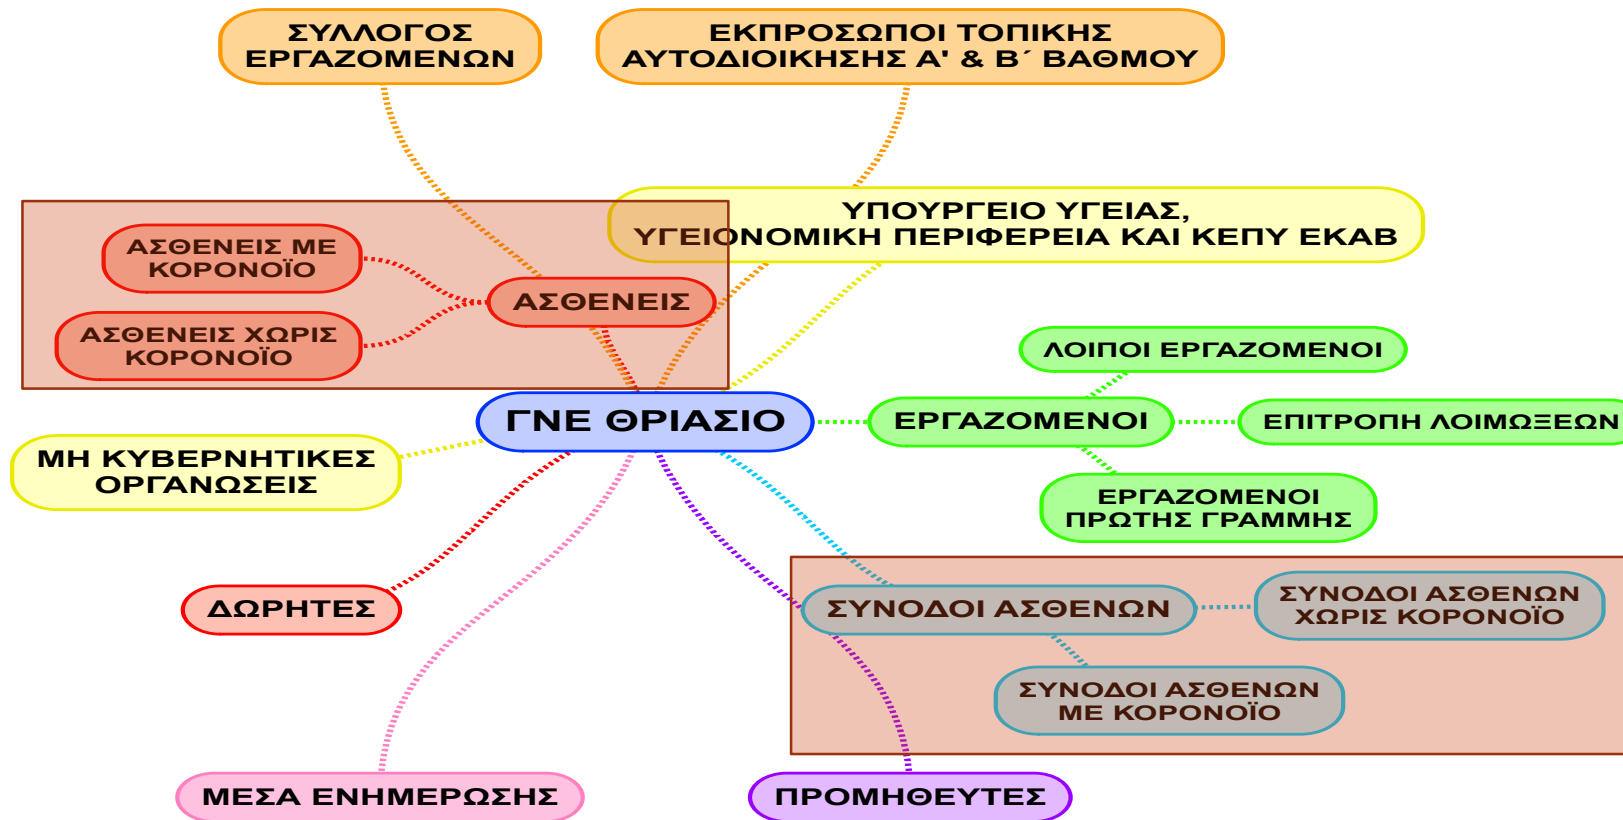 ΣΥΛΛΟΓΟΣ
ΕΡΓΑΖΟΜΕΝΩΝ
ΕΚΠΡΟΣΩΠΟΙ ΤΟΠΙΚΗΣ
ΑΥΤΟΔΙΟΙΚΗΣΗΣ Α' & Β΄ ΒΑΘΜΟΥ
ΥΠΟΥΡΓΕΙΟ ΥΓΕΙΑΣ,
ΥΓΕΙΟΝΟΜΙΚΗ ΠΕΡΙΦΕΡΕΙΑ ΚΑΙ ΚΕΠΥ ΕΚΑΒ
ΑΣΘΕΝΕΙΣ ΜΕ
ΚΟΡΟΝΟΪΟ
ΑΣΘΕΝΕΙΣ
ΑΣΘΕΝΕΙΣ ΧΩΡΙΣ
ΚΟΡΟΝΟΪΟ
ΛΟΙΠΟΙ ΕΡΓΑΖΟΜΕΝΟΙ
ΓΝΕ ΘΡΙΑΣΙΟ
ΕΡΓΑΖΟΜΕΝΟΙ
ΕΠΙΤΡΟΠΗ ΛΟΙΜΩΞΕΩΝ
ΜΗ ΚΥΒΕΡΝΗΤΙΚΕΣ
ΟΡΓΑΝΩΣΕΙΣ
ΕΡΓΑΖΟΜΕΝΟΙ
ΠΡΩΤΗΣ ΓΡΑΜΜΗΣ
ΔΩΡΗΤΕΣ
ΣΥΝΟΔΟΙ ΑΣΘΕΝΩΝ
ΣΥΝΟΔΟΙ ΑΣΘΕΝΩΝ
ΧΩΡΙΣ ΚΟΡΟΝΟΪΟ
ΣΥΝΟΔΟΙ ΑΣΘΕΝΩΝ
ΜΕ ΚΟΡΟΝΟΪΟ
ΜΕΣΑ ΕΝΗΜΕΡΩΣΗΣ
ΠΡΟΜΗΘΕΥΤΕΣ